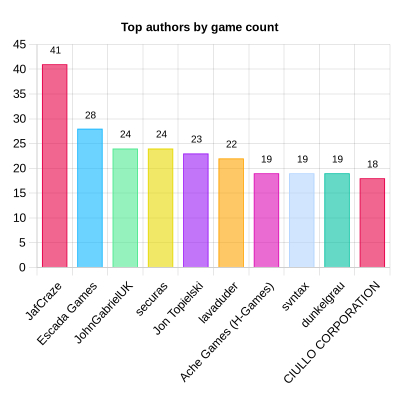 Top authors by game count
45
40
35
30
25
20
15
10
5
0
41
28
24
24
23
22
19
19
19
18
JafCraze
Escada Games
JohnGabrielUK
securas
Jon Topielski
lavaduder
Ache Games (H-Games)
svntax
dunkelgrau
CIULLO CORPORATION